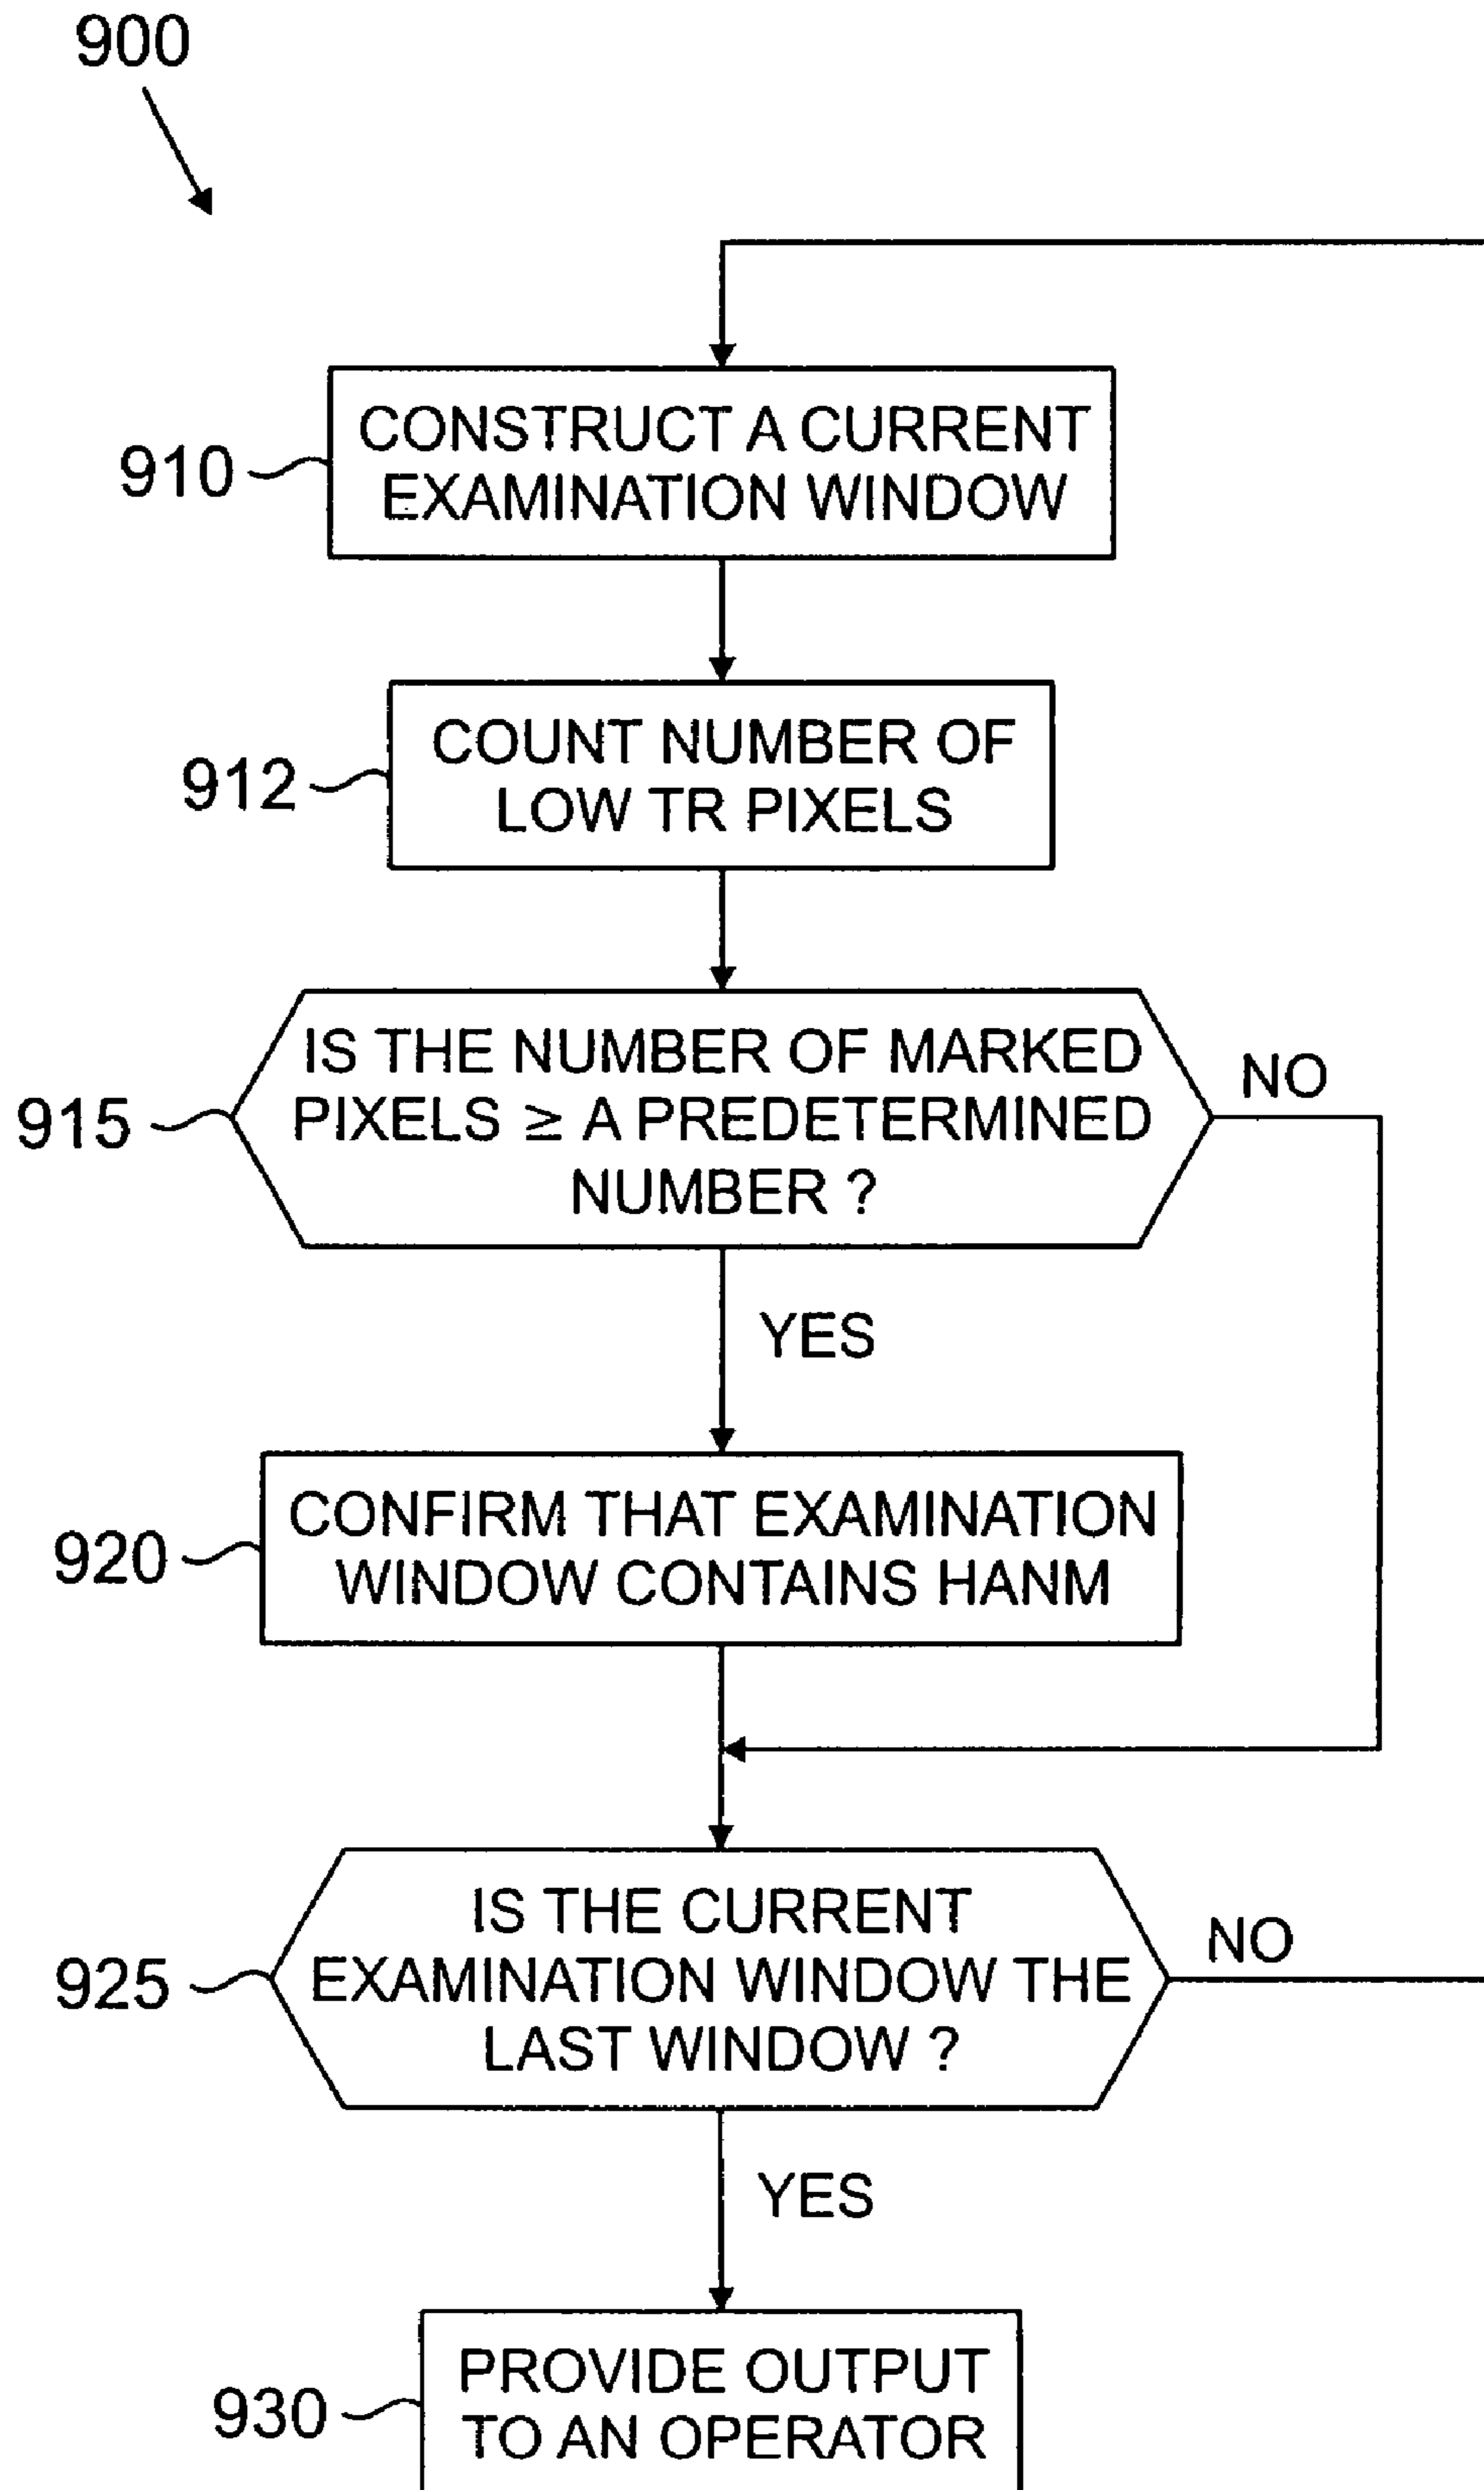 900
910
CONSTRUCT A CURRENT
EXAMINATION WINDOW
912
COUNT NUMBER OF
LOW TR PIXELS
915
IS THE NUMBER OF MARKED
PIXELS ≥ A PREDETERMINED
NUMBER ?
NO
YES
920
CONFIRM THAT EXAMINATION
WINDOW CONTAINS HANM
925
IS THE CURRENT
EXAMINATION WINDOW THE
LAST WINDOW ?
NO
YES
930
PROVIDE OUTPUT
TO AN OPERATOR